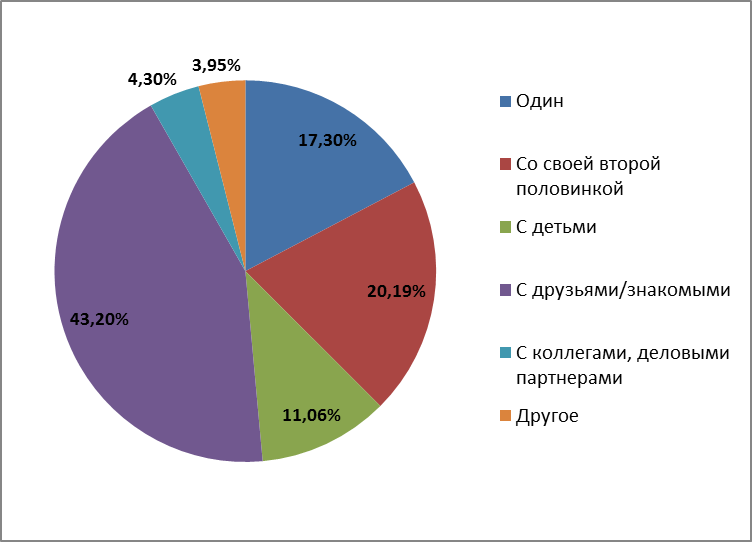 3,95%
4,30%
17,30%
20,19%
43,20%
11,06%
Один
Со своей второй
половинкой
С детьми
С друзьями/знакомыми
С коллегами, деловыми
партнерами
Другое